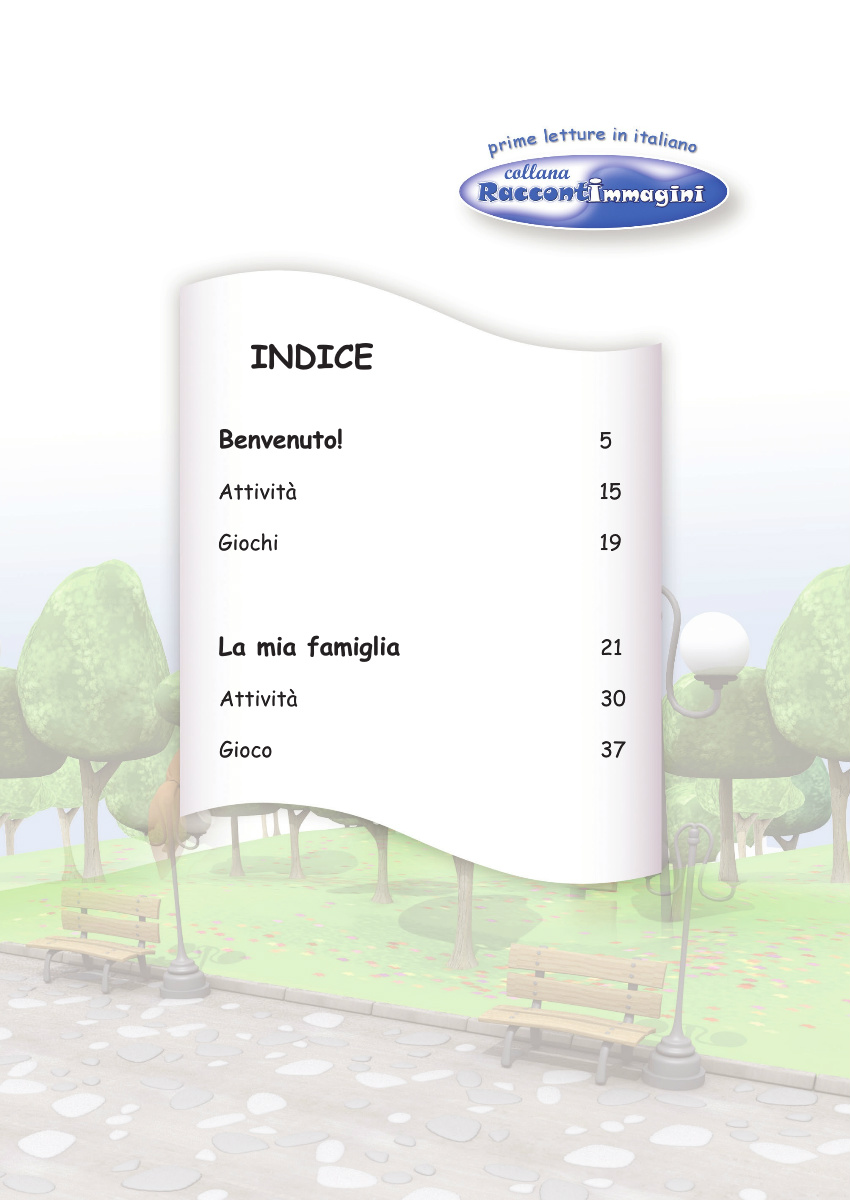 prime letture in italiano
collana
RaccontImmagini
INDICE
Benvenuto! 5
Attività 15
Giochi 19
La mia famiglia 21
Attività 30
Gioco 37